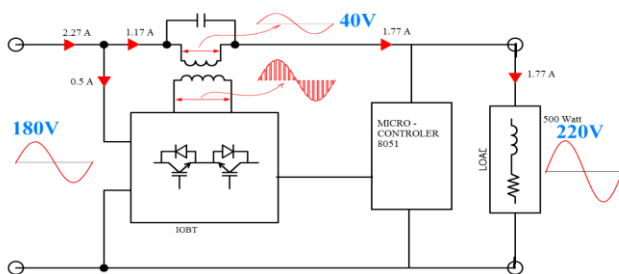 40V
2.27 A
1.17 A
1.77 A
0.5 A
1.77 A
180V
MICRO -
CONTROLER
8051
500 Watt
220V
LOAD
IGBT